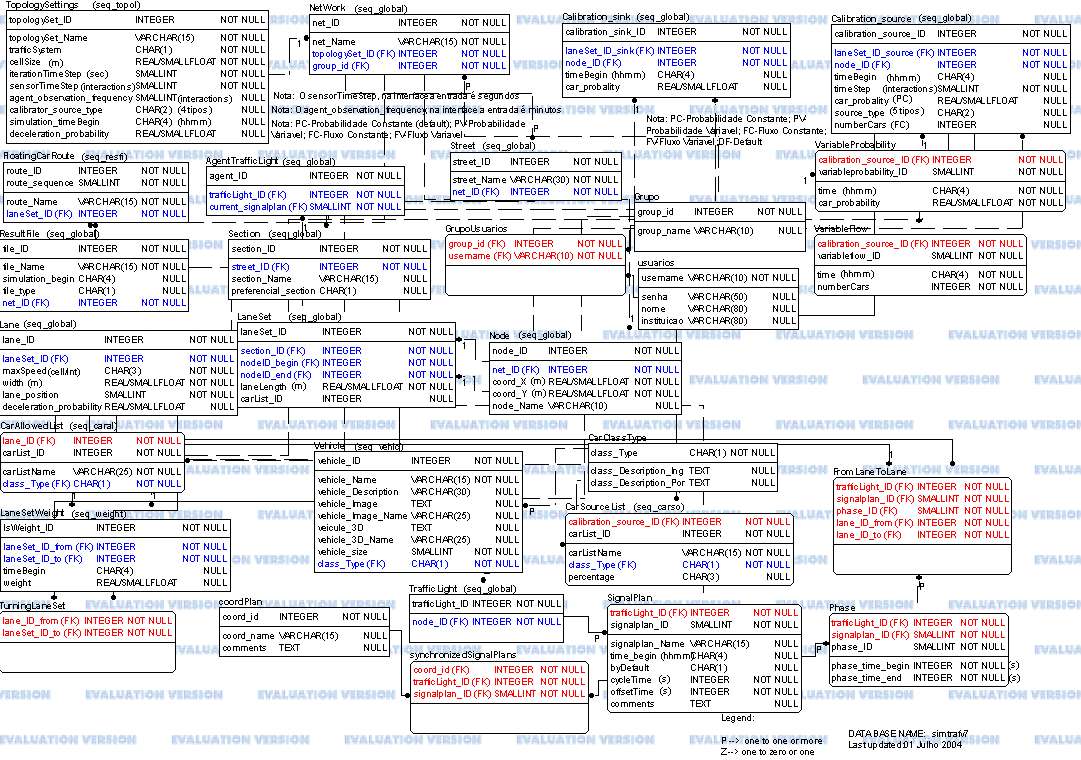 TopologySettings (seq_topol)
topologySet_ID INTEGER NOT NULL
topologySet_Name VARCHAR(15) NOT NULL
trafficSystem CHAR(1) NOT NULL
cellSize (m) REAL/SMALLFLOAT NOT NULL
iterationTimeStep (sec) SMALLINT NOT NULL
sensorTimeStep (interactions) SMALLINT NOT NULL
agent_observation_frequency SMALLINT (interactions) NULL
calibrator_source_type CHAR(2) (4tipos) NULL
simulation_timeBegin CHAR(4) (hhmm) NULL
deceleration_probability REAL/SMALLFLOAT NULL
NetWork (seq_global)
net_ID INTEGER NOT NULL
net_Name VARCHAR(15) NOT NULL
topologySet_ID (FK) INTEGER NOT NULL
group_id (FK) INTEGER NOT NULL
Calibration_sink (seq_global)
calibration_sink_ID INTEGER NOT NULL
laneSet_ID_sink (FK) INTEGER NOT NULL
node_ID (FK) INTEGER NOT NULL
timeBegin (hhmm) CHAR(4) NULL
car_probability REAL/SMALLFLOAT NULL
Calibration_source (seq_global)
calibration_source_ID INTEGER NOT NULL
laneSet_ID_source (FK) INTEGER NOT NULL
node_ID (FK) INTEGER NOT NULL
timeBegin (hhmm) CHAR(4) NULL
time (interactions) SMALLINT NULL
car_probality (PC) REAL/SMALLFLOAT NULL
source_type (5tipos) CHAR(2) NULL
numberCars (FC) INTEGER NULL
Nota: O sensorTimeStep, na interface a entrada é segundos
Nota: O agent_observation_frequency, na interface a entrada é minutos
Nota: PC-Probabilidade Constante (default); PV-Probabilidade
Variavel; FC-Fluxo Constante; FV-Fluxo Variavel
Nota: PC-Probabilidade Constante; PV-
Probabilidade Variavel; FC-Fluxo Constante;
FV-Fluxo Variavel;DF-Default
FloatingCarRoute (seq_resfi)
route_ID INTEGER NOT NULL
route_sequence SMALLINT NOT NULL
route_Name VARCHAR(15) NOT NULL
laneSet_ID (FK) INTEGER NOT NULL
AgentTrafficLight (seq_global)
agent_ID INTEGER NOT NULL
trafficLight_ID (FK) INTEGER NOT NULL
current_signalplan (FK) SMALLINT NOT NULL
Street (seq_global)
street_ID INTEGER NOT NULL
street_Name VARCHAR(30) NOT NULL
net_ID (FK) INTEGER NOT NULL
VariableProbability
calibration_source_ID (FK) INTEGER NOT NULL
variableprobability_ID SMALLINT NOT NULL
time (hhmm) CHAR(4) NOT NULL
car_probability REAL/SMALLFLOAT NOT NULL
ResultFile (seq_global)
file_ID INTEGER NOT NULL
file_Name VARCHAR(15) NOT NULL
simulation_begin CHAR(4) NOT NULL
file_type CHAR(1) NOT NULL
net_ID (FK) INTEGER NOT NULL
Section (seq_global)
section_ID INTEGER NOT NULL
street_ID (FK) INTEGER NOT NULL
section_Name VARCHAR(15) NULL
preferencial_section CHAR(1) NULL
GrupoUsuarios
group_id (FK) INTEGER NOT NULL
username (FK) VARCHAR(10) NOT NULL
Grupo
group_id INTEGER NOT NULL
group_name VARCHAR(10) NULL
usuarios
username VARCHAR(10) NOT NULL
senha VARCHAR(50) NULL
nome VARCHAR(80) NULL
instituicao VARCHAR(80) NULL
VariableFlow
calibration_source_ID (FK) INTEGER NOT NULL
variableflow_ID SMALLINT NOT NULL
time (hhmm) CHAR(4) NOT NULL
numberCars INTEGER NOT NULL
Lane (seq_global)
lane_ID INTEGER NOT NULL
laneSet_ID (FK) INTEGER NOT NULL
maxSpeed(cell/int) CHAR(3) NULL
width (m) REAL/SMALLFLOAT NOT NULL
lane_position SMALLINT NOT NULL
deceleration_probability REAL/SMALLFLOAT NULL
LaneSet (seq_global)
laneSet_ID INTEGER NOT NULL
section_ID (FK) INTEGER NOT NULL
nodeID_begin (FK) INTEGER NOT NULL
nodeID_end (FK) INTEGER NOT NULL
laneLength (m) REAL/SMALLFLOAT NOT NULL
carList_ID INTEGER NULL
Node (seq_global)
node_ID INTEGER NOT NULL
net_ID (FK) INTEGER NOT NULL
coord_X (m) REAL/SMALLFLOAT NOT NULL
coord_Y (m) REAL/SMALLFLOAT NOT NULL
node_Name VARCHAR(10) NULL
CarAllowedList (seq_caral)
lane_ID (FK) INTEGER NOT NULL
carList_ID INTEGER NOT NULL
carListName VARCHAR(25) NOT NULL
class_Type (FK) CHAR(1) NOT NULL
Vehicle (seq_vehic)
vehicle_ID INTEGER NOT NULL
vehicle_Name VARCHAR(15) NOT NULL
vehicle_Description VARCHAR(30) NULL
vehicle_Image TEXT NULL
vehicle_Image_Name VARCHAR(25) NULL
veicule_3D TEXT NULL
vehicle_3D_Name VARCHAR(25) NULL
vehicle_size SMALLINT NOT NULL
class_Type (FK) CHAR(1) NOT NULL
CarClassType
class_Type CHAR(1) NOT NULL
class_Description_Ing TEXT NULL
class_Description_Por TEXT NULL
CarSourceList (seq_carso)
calibration_source_ID (FK) INTEGER NOT NULL
carList_ID INTEGER NOT NULL
carListName VARCHAR(15) NOT NULL
class_Type (FK) CHAR(1) NOT NULL
percentage CHAR(3) NULL
From LaneToLane
trafficLight_ID (FK) INTEGER NOT NULL
signalplan_ID (FK) SMALLINT NOT NULL
phase_ID (FK) SMALLINT NOT NULL
lane_ID_from (FK) INTEGER NOT NULL
lane_ID_to (FK) INTEGER NOT NULL
LaneSetWeight (seq_weight)
lsWeight_ID INTEGER NOT NULL
laneSet_ID_from (FK) INTEGER NOT NULL
laneSet_ID_to (FK) INTEGER NOT NULL
timeBegin CHAR(4) NULL
weight REAL/SMALLFLOAT NULL
TurningLaneSet
lane_ID_from (FK) INTEGER NOT NULL
laneSet_ID_to (FK) INTEGER NOT NULL
coordPlan
coord_id INTEGER NOT NULL
coord_name VARCHAR(15) NULL
comments TEXT NULL
TrafficLight (seq_global)
trafficLight_ID INTEGER NOT NULL
node_ID (FK) INTEGER NOT NULL
synchronizedSignalPlans
coord_id (FK) INTEGER NOT NULL
trafficLight_ID (FK) INTEGER NOT NULL
signalplan_ID (FK) SMALLINT NOT NULL
SignalPlan
trafficLight_ID (FK) INTEGER NOT NULL
signalplan_ID SMALLINT NOT NULL
signalplan_Name VARCHAR(15) NULL
time_begin (hhmm) CHAR(4) NULL
byDefault CHAR(1) NULL
cycleTime (s) INTEGER NOT NULL
offsetTime (s) INTEGER NOT NULL
comments TEXT NULL
Phase
trafficLight_ID (FK) INTEGER NOT NULL
signalplan_ID (FK) SMALLINT NOT NULL
phase_ID SMALLINT NOT NULL
phase_time_begin INTEGER NOT NULL (s)
phase_time_end INTEGER NOT NULL (s)
Legend:
P --> one to one or more
Z--> one to zero or one
DATA BASE NAME: simtrafv7
Last updated:01 Julho 2004
EVALUATION VERSION